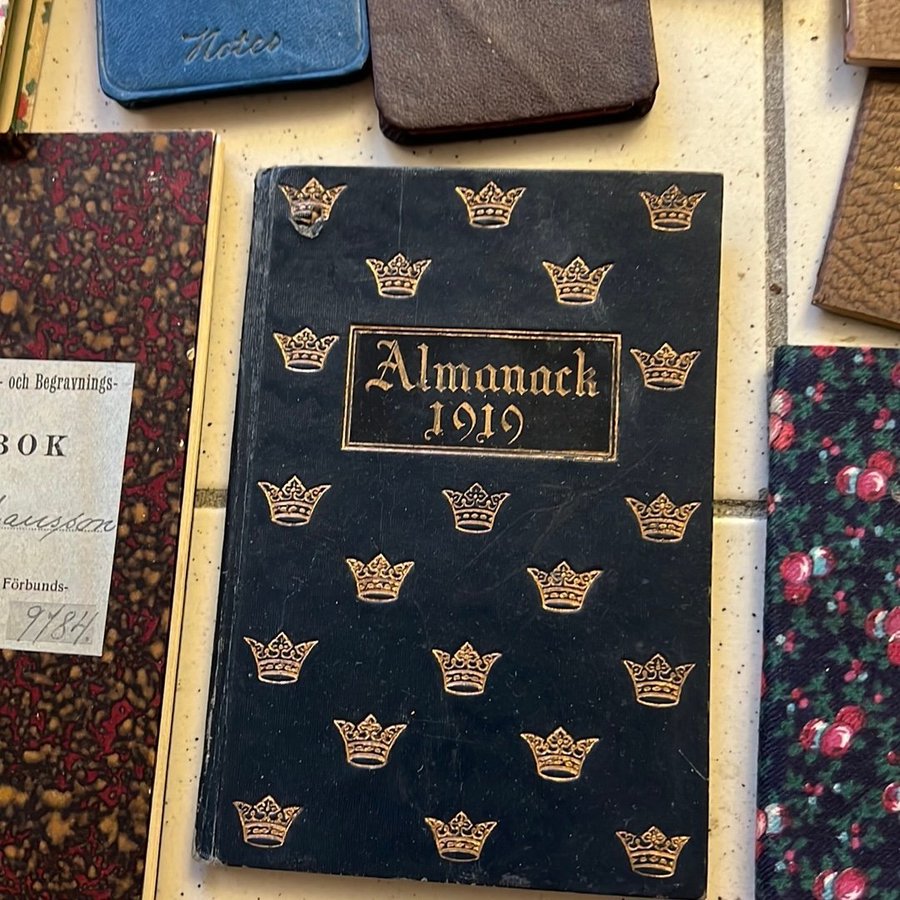 Notes
- och Begravnings-
BOK
Förbunds-
9784.
Almanack
1919